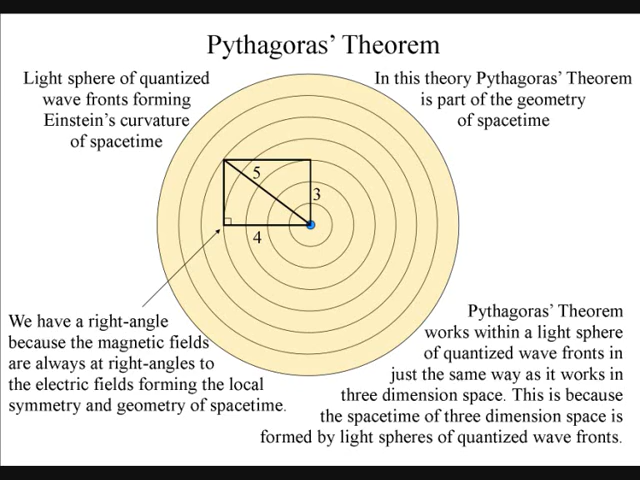 Pythagoras' Theorem
Light sphere of quantized
wave fronts forming
Einstein's curvature
of spacetime
In this theory Pythagoras' Theorem
is part of the geometry
of spacetime
5
3
4
We have a right-angle
because the magnetic fields
are always at right-angles to
the electric fields forming the local
symmetry and geometry of spacetime.
Pythagoras' Theorem
works within a light sphere
of quantized wave fronts in
just the same way as it works in
three dimension space. This is because
the spacetime of three dimension space is
formed by light spheres of quantized wave fronts.